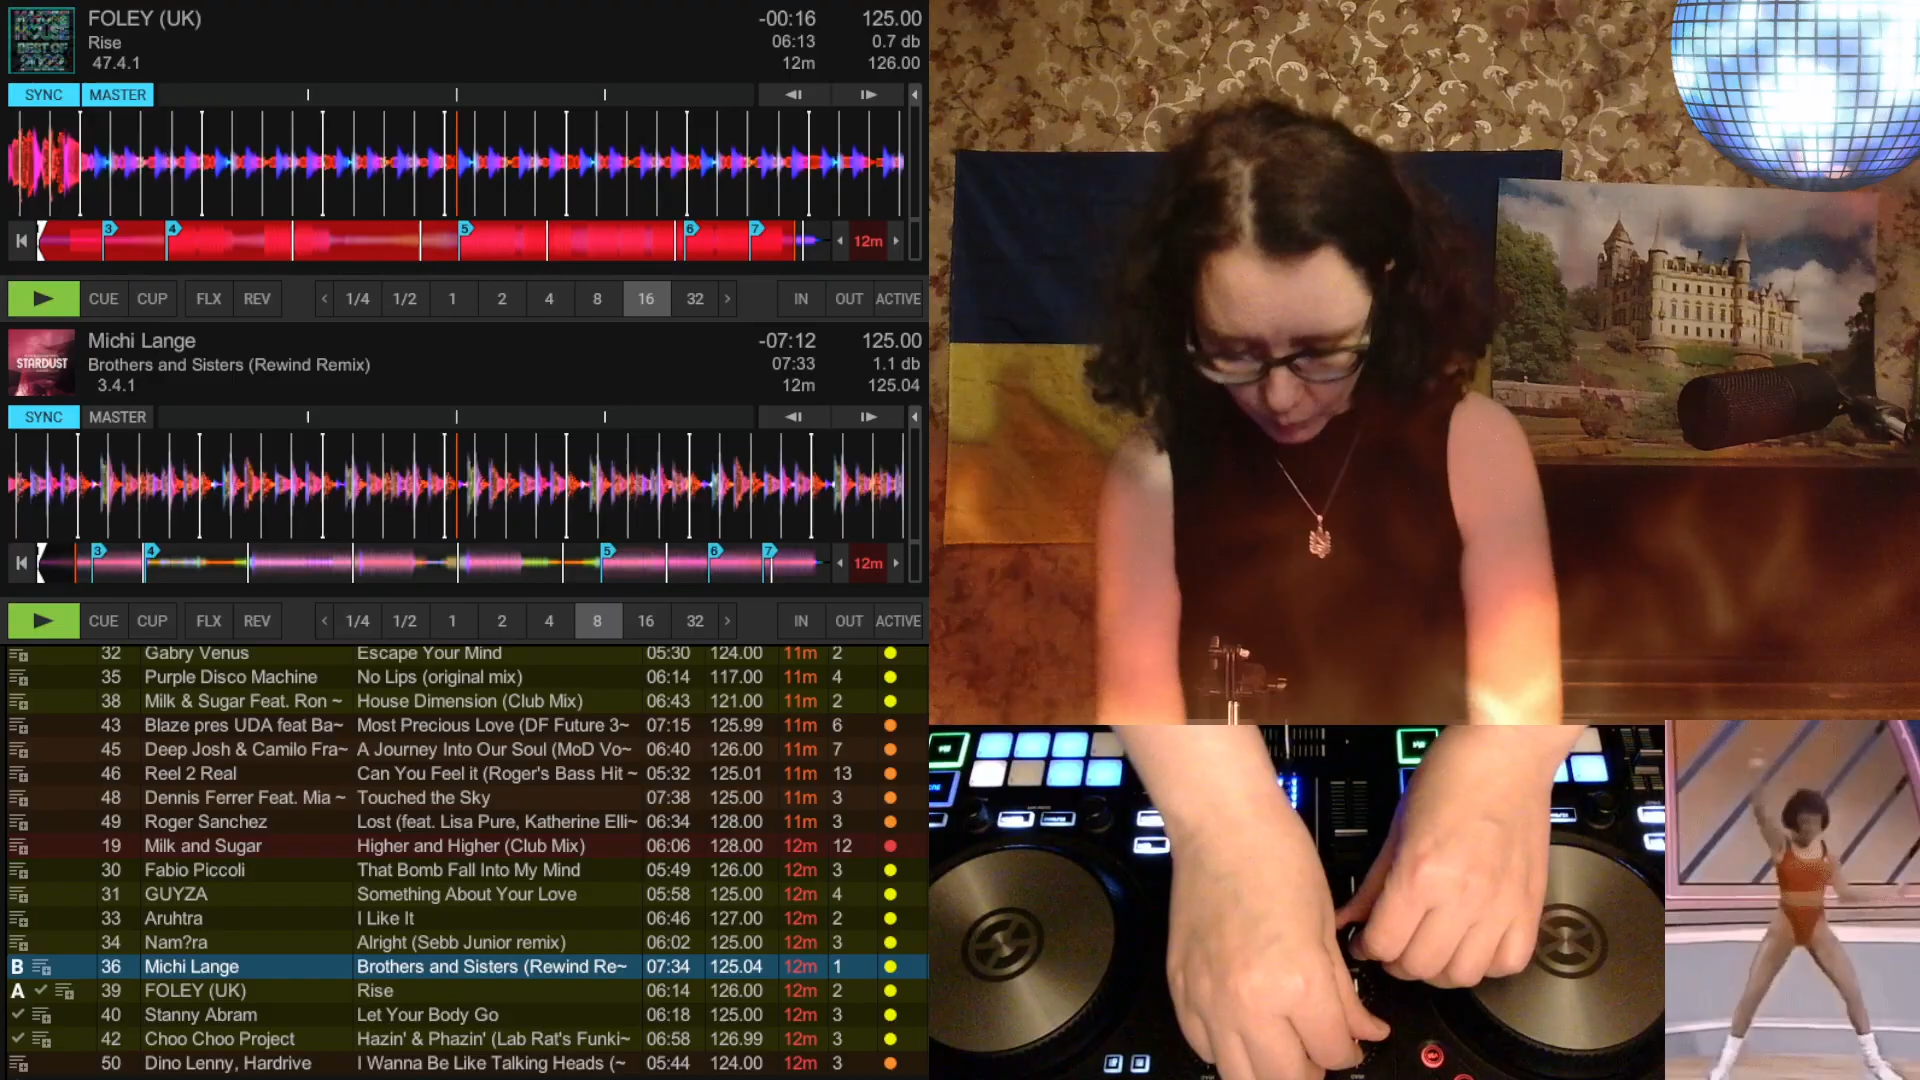 HOUSE
BEST OF
2022
FOLEY (UK)
Rise
47.4.1
-00:16
06:13
12m
125.00
0.7 db
126.00
SYNC MASTER
3 4 5 6 7
12m
CUE CUP FLX REV
1/4 1/2 1 2 4 8 16 32
IN OUT ACTIVE
STARDUST
Michi Lange
Brothers and Sisters (Rewind Remix)
3.4.1
-07:12
07:33
12m
125.00
1.1 db
125.04
SYNC MASTER
3 4 5 6 7
12m
CUE CUP FLX REV
1/4 1/2 1 2 4 8 16 32
IN OUT ACTIVE
32 Gabry Venus Escape Your Mind 05:30 124.00 11m 2
35 Purple Disco Machine No Lips (original mix) 06:14 117.00 11m 4
38 Milk & Sugar Feat. Ron ~ House Dimension (Club Mix) 06:43 121.00 11m 2
43 Blaze pres UDA feat Ba~ Most Precious Love (DF Future 3~ 07:15 125.99 11m 6
45 Deep Josh & Camilo Fra~ A Journey Into Our Soul (MoD Vo~ 06:40 126.00 11m 7
46 Reel 2 Real Can You Feel it (Roger's Bass Hit ~ 05:32 125.01 11m 13
48 Dennis Ferrer Feat. Mia ~ Touched the Sky 07:38 125.00 11m 3
49 Roger Sanchez Lost (feat. Lisa Pure, Katherine Elli~ 06:34 128.00 11m 3
19 Milk and Sugar Higher and Higher (Club Mix) 06:06 128.00 12m 12
30 Fabio Piccoli That Bomb Fall Into My Mind 05:49 126.00 12m 3
31 GUYZA Something About Your Love 05:58 125.00 12m 4
33 Aruhtra I Like It 06:46 127.00 12m 2
34 Nam?ra Alright (Sebb Junior remix) 06:02 125.00 12m 3
B 36 Michi Lange Brothers and Sisters (Rewind Re~ 07:34 125.04 12m 1
A 39 FOLEY (UK) Rise 06:14 126.00 12m 2
40 Stanny Abram Let Your Body Go 06:18 125.00 12m 3
42 Choo Choo Project Hazin' & Phazin' (Lab Rat's Funki~ 06:58 126.99 12m 3
50 Dino Lenny, Hardrive I Wanna Be Like Talking Heads (~ 05:44 124.00 12m 3